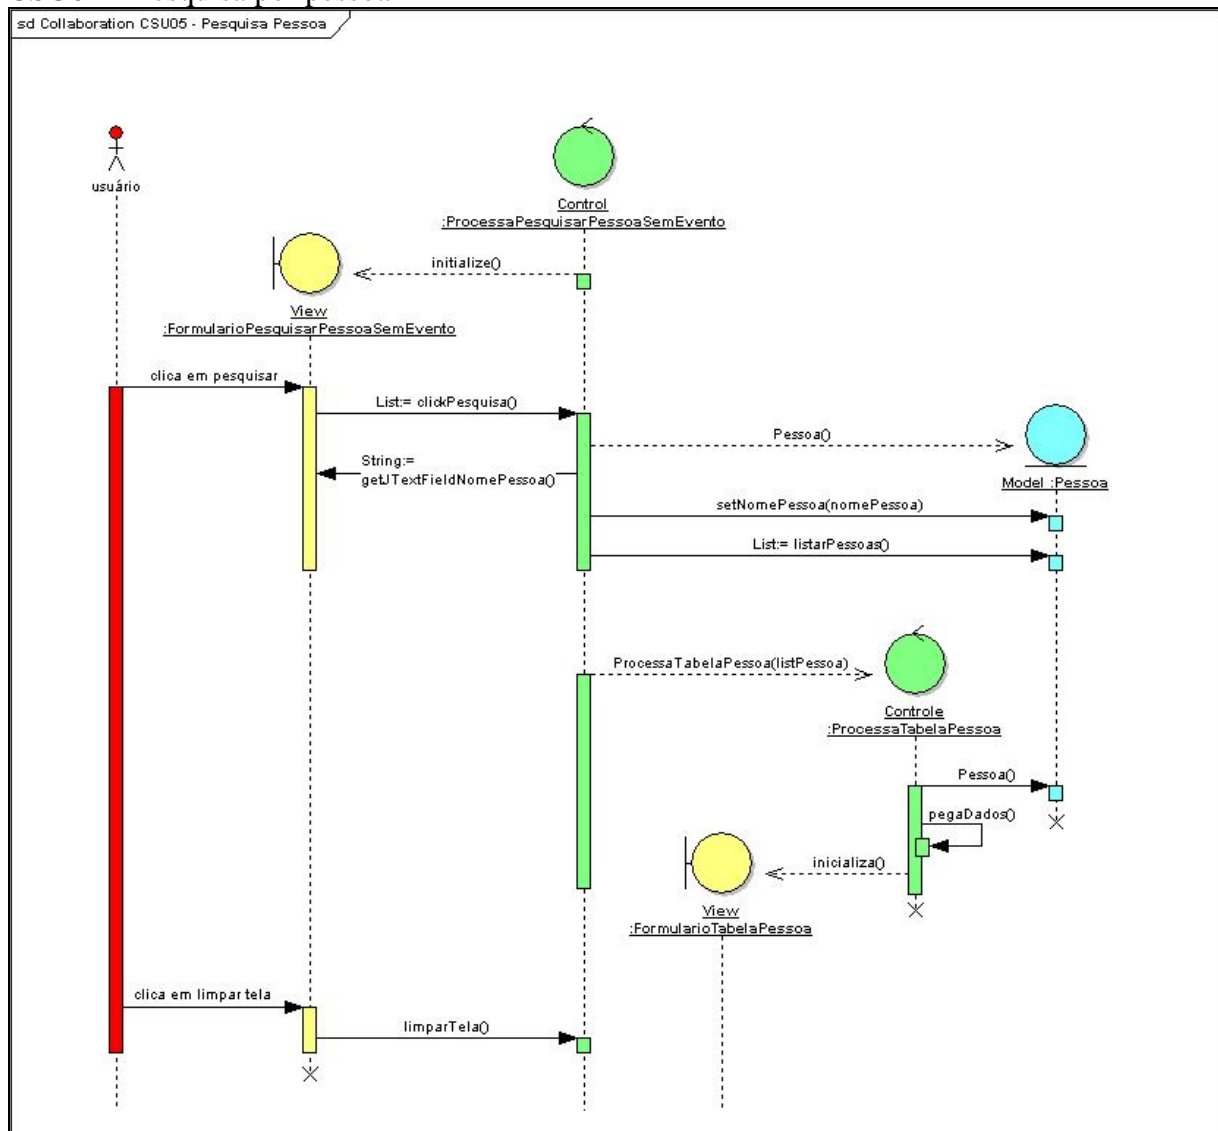 sd Collaboration CSU05 - Pesquisa Pessoa
usuário
Control
:ProcessaPesquisarPessoaSemEvento
initialize()
View
:FormularioPesquisarPessoaSemEvento
clica em pesquisar
List:= clickPesquisa()
Pessoa()
String:=
getJTextFieldNomePessoa()
Model :Pessoa
setNomePessoa(nomePessoa)
List:= listarPessoas()
ProcessaTabelaPessoa(listPessoa)
Controle
:ProcessaTabelaPessoa
Pessoa()
pegaDados()
inicializa()
View
:FormularioTabelaPessoa
clica em limpar tela
limparTela()